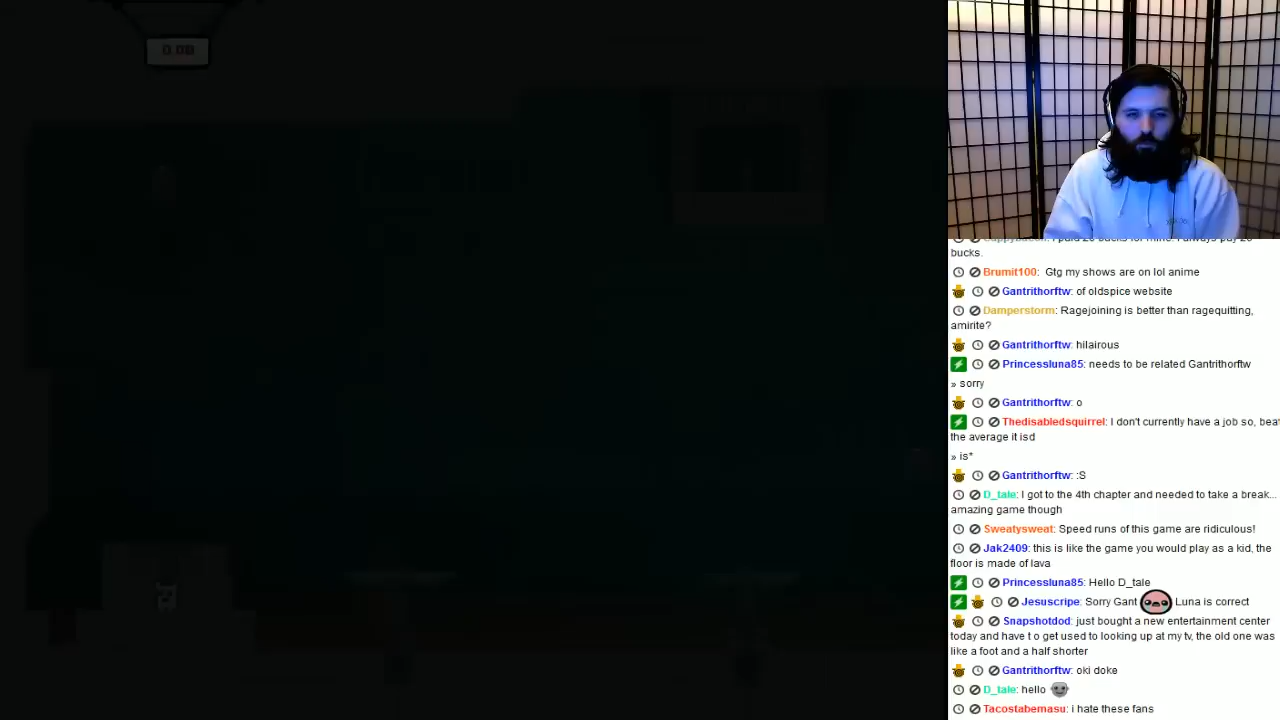 0.00
bucks.
Brumit100: Gtg my shows are on lol anime
Gantrithorftw: of oldspice website
Damperstorm: Ragejoining is better than ragequitting,
amirite?
Gantrithorftw: hilairous
Princessluna85: needs to be related Gantrithorftw
» sorry
Gantrithorftw: o
Thedisabledsquirrel: I don't currently have a job so, beat
the average it isd
» is*
Gantrithorftw: :S
D_tale: I got to the 4th chapter and needed to take a break...
amazing game though
Sweatysweat: Speed runs of this game are ridiculous!
Jak2409: this is like the game you would play as a kid, the
floor is made of lava
Princessluna85: Hello D_tale
Jesuscripe: Sorry Gant Luna is correct
Snapshotdod: just bought a new entertainment center
today and have t o get used to looking up at my tv, the old one was
like a foot and a half shorter
Gantrithorftw: oki doke
D_tale: hello
Tacostabemasu: i hate these fans